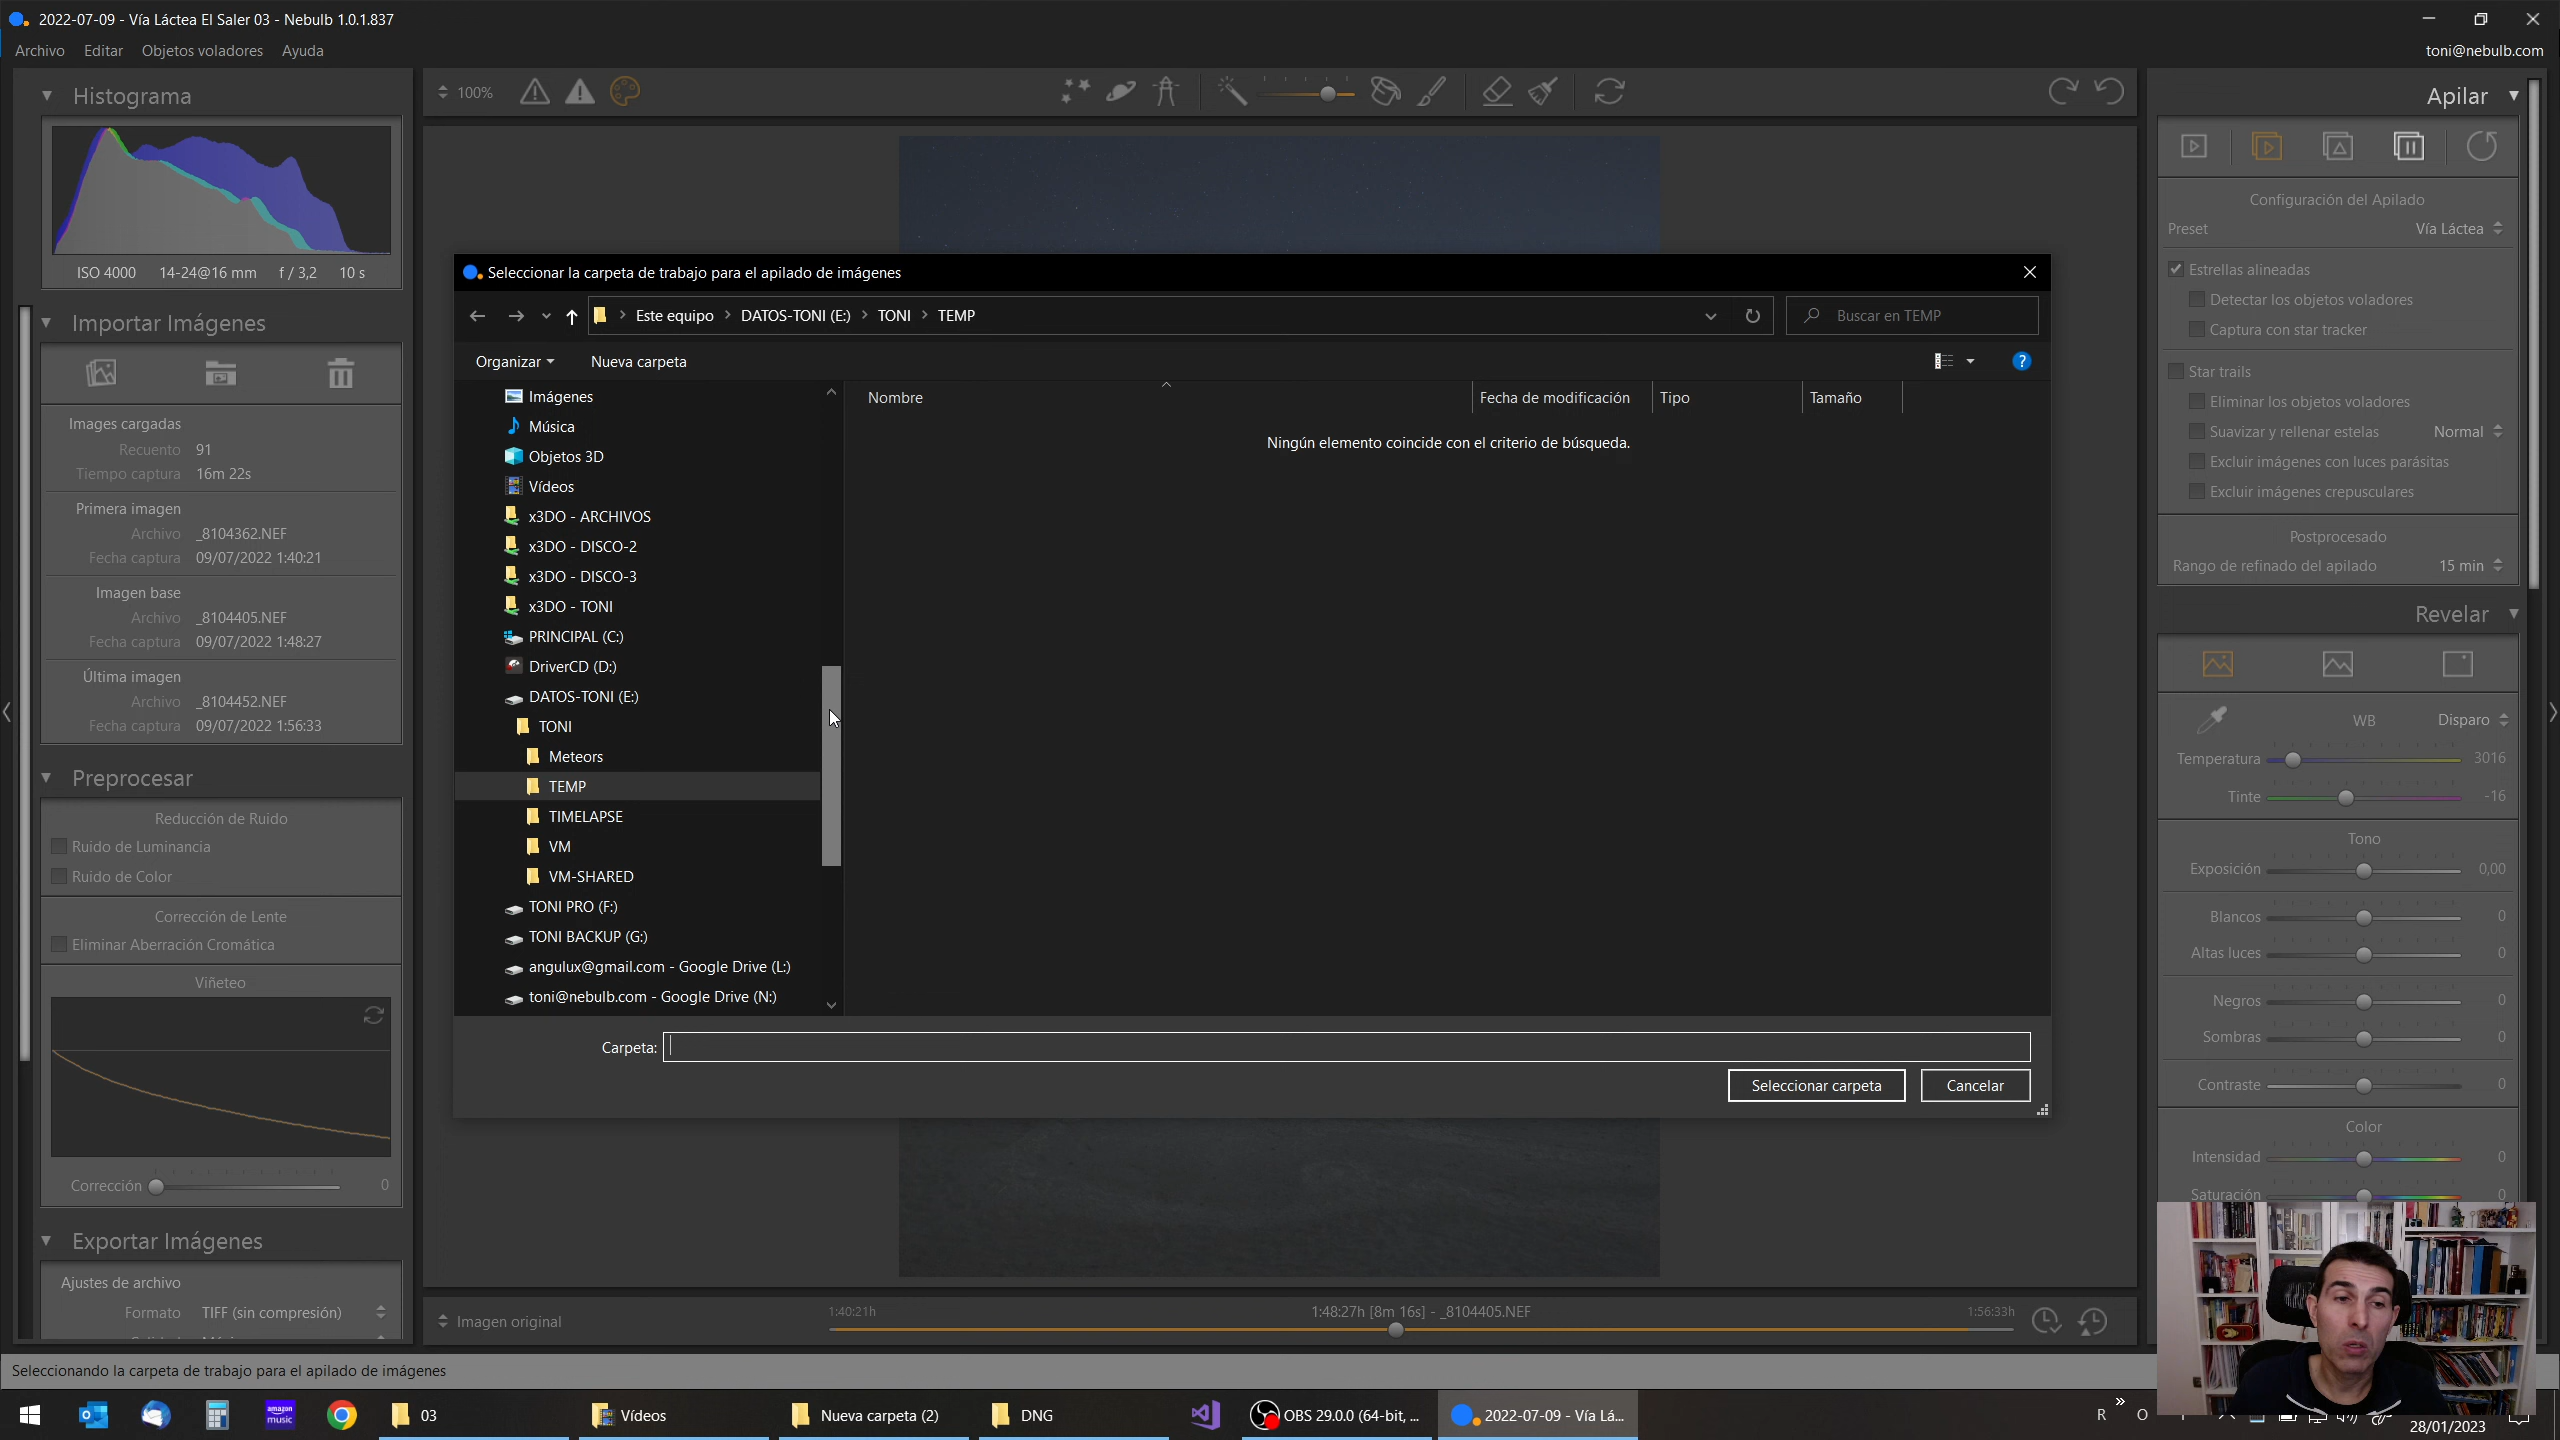 2022-07-09 - Vía Láctea El Saler 03 - Nebulb 1.0.1.837
Archivo Editar Objetos voladores Ayuda
toni@nebulb.com
Histograma
ISO 4000 14-24@16 mm f / 3,2 10 s
Importar Imágenes
Images cargadas
Recuento 91
Tiempo captura 16m 22s
Primera imagen
Archivo _8104362.NEF
Fecha captura 09/07/2022 1:40:21
Imagen base
Archivo _8104405.NEF
Fecha captura 09/07/2022 1:48:27
Última imagen
Archivo _8104452.NEF
Fecha captura 09/07/2022 1:56:33
Preprocesar
Reducción de Ruido
Ruido de Luminancia
Ruido de Color
Corrección de Lente
Eliminar Aberración Cromática
Viñeteo
Corrección 0
Exportar Imágenes
Ajustes de archivo
Formato TIFF (sin compresión)
100%
Seleccionar la carpeta de trabajo para el apilado de imágenes
Este equipo DATOS-TONI (E:) TONI TEMP
Buscar en TEMP
Organizar Nueva carpeta
?
Imágenes
Música
Objetos 3D
Vídeos
x3DO - ARCHIVOS
x3DO - DISCO-2
x3DO - DISCO-3
x3DO - TONI
PRINCIPAL (C:)
DriverCD (D:)
DATOS-TONI (E:)
TONI
Meteors
TEMP
TIMELAPSE
VM
VM-SHARED
TONI PRO (F:)
TONI BACKUP (G:)
angulux@gmail.com - Google Drive (L:)
toni@nebulb.com - Google Drive (N:)
Nombre Fecha de modificación Tipo Tamaño
Ningún elemento coincide con el criterio de búsqueda.
Carpeta:
Seleccionar carpeta Cancelar
Imagen original
1:40:21h 1:48:27h [8m 16s] - _8104405.NEF 1:56:33h
Apilar
Configuración del Apilado
Preset Vía Láctea
Estrellas alineadas
Detectar los objetos voladores
Captura con star tracker
Star trails
Eliminar los objetos voladores
Suavizar y rellenar estelas Normal
Excluir imágenes con luces parásitas
Excluir imágenes crepusculares
Postprocesado
Rango de refinado del apilado 15 min
Revelar
WB Disparo
Temperatura 3016
Tinte -16
Tono
Exposición 0,00
Blancos 0
Altas luces 0
Negros 0
Sombras 0
Contraste 0
Color
Intensidad 0
Saturación 0
Seleccionando la carpeta de trabajo para el apilado de imágenes
amazon music
03
Vídeos
Nueva carpeta (2)
DNG
OBS 29.0.0 (64-bit, ...
2022-07-09 - Vía Lá...
R O
28/01/2023